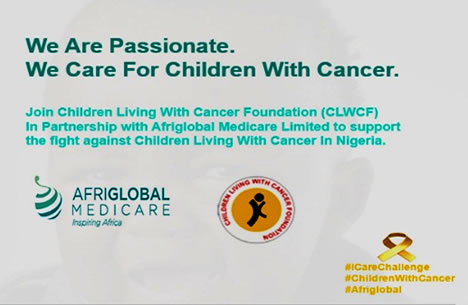 We Are Passionate.
We Care For Children With Cancer.
Join Children Living With Cancer Foundation (CLWCF)
In Partnership with Afriglobal Medicare Limited to support
the fight against Children Living With Cancer In Nigeria.
AFRIGLOBAL
MEDICARE
Inspiring Africa
CHILDREN LIVING WITH CANCER FOUNDATION
#iCareChallenge
#ChildrenWithCancer
#Afriglobal